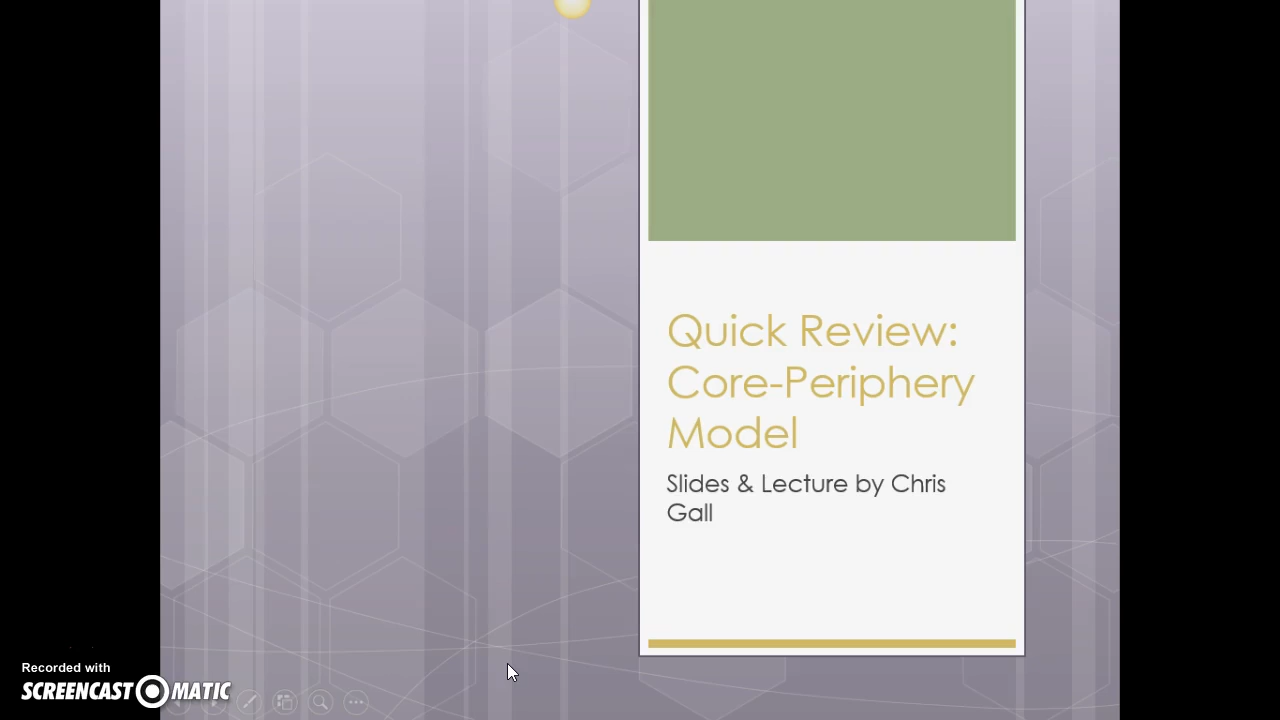 Quick Review:
Core-Periphery
Model
Slides & Lecture by Chris
Gall
Recorded with
SCREENCAST MATIC